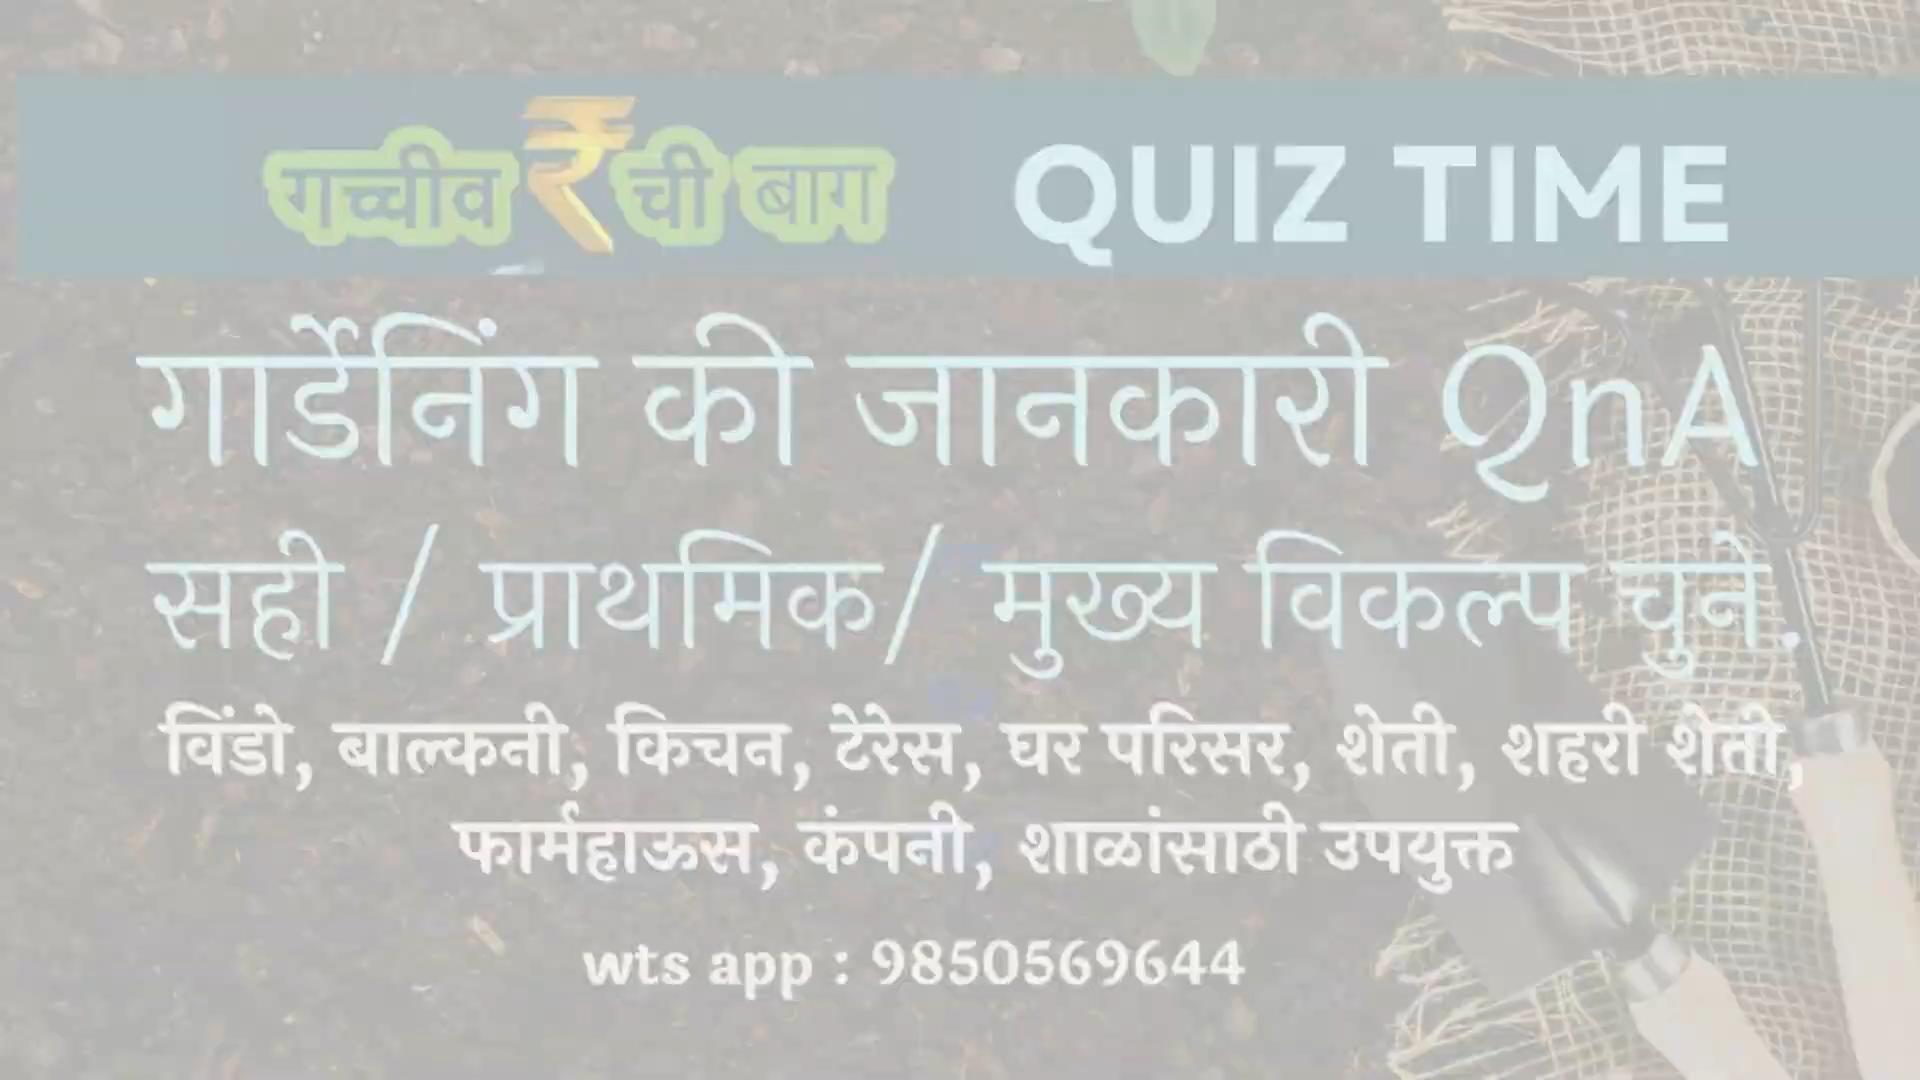 गच्चीव₹ची बाग QUIZ TIME
गार्डैनिंग की जानकारी QnA
सही / प्राथमिक/ मुख्य विकल्प चुने.
विंडो, बाल्कनी, किचन, टेरेस, घर परिसर, शेती, शहरी शेती,
फार्महाऊस, कंपनी, शाळांसाठी उपयुक्त
wts app : 9850569644